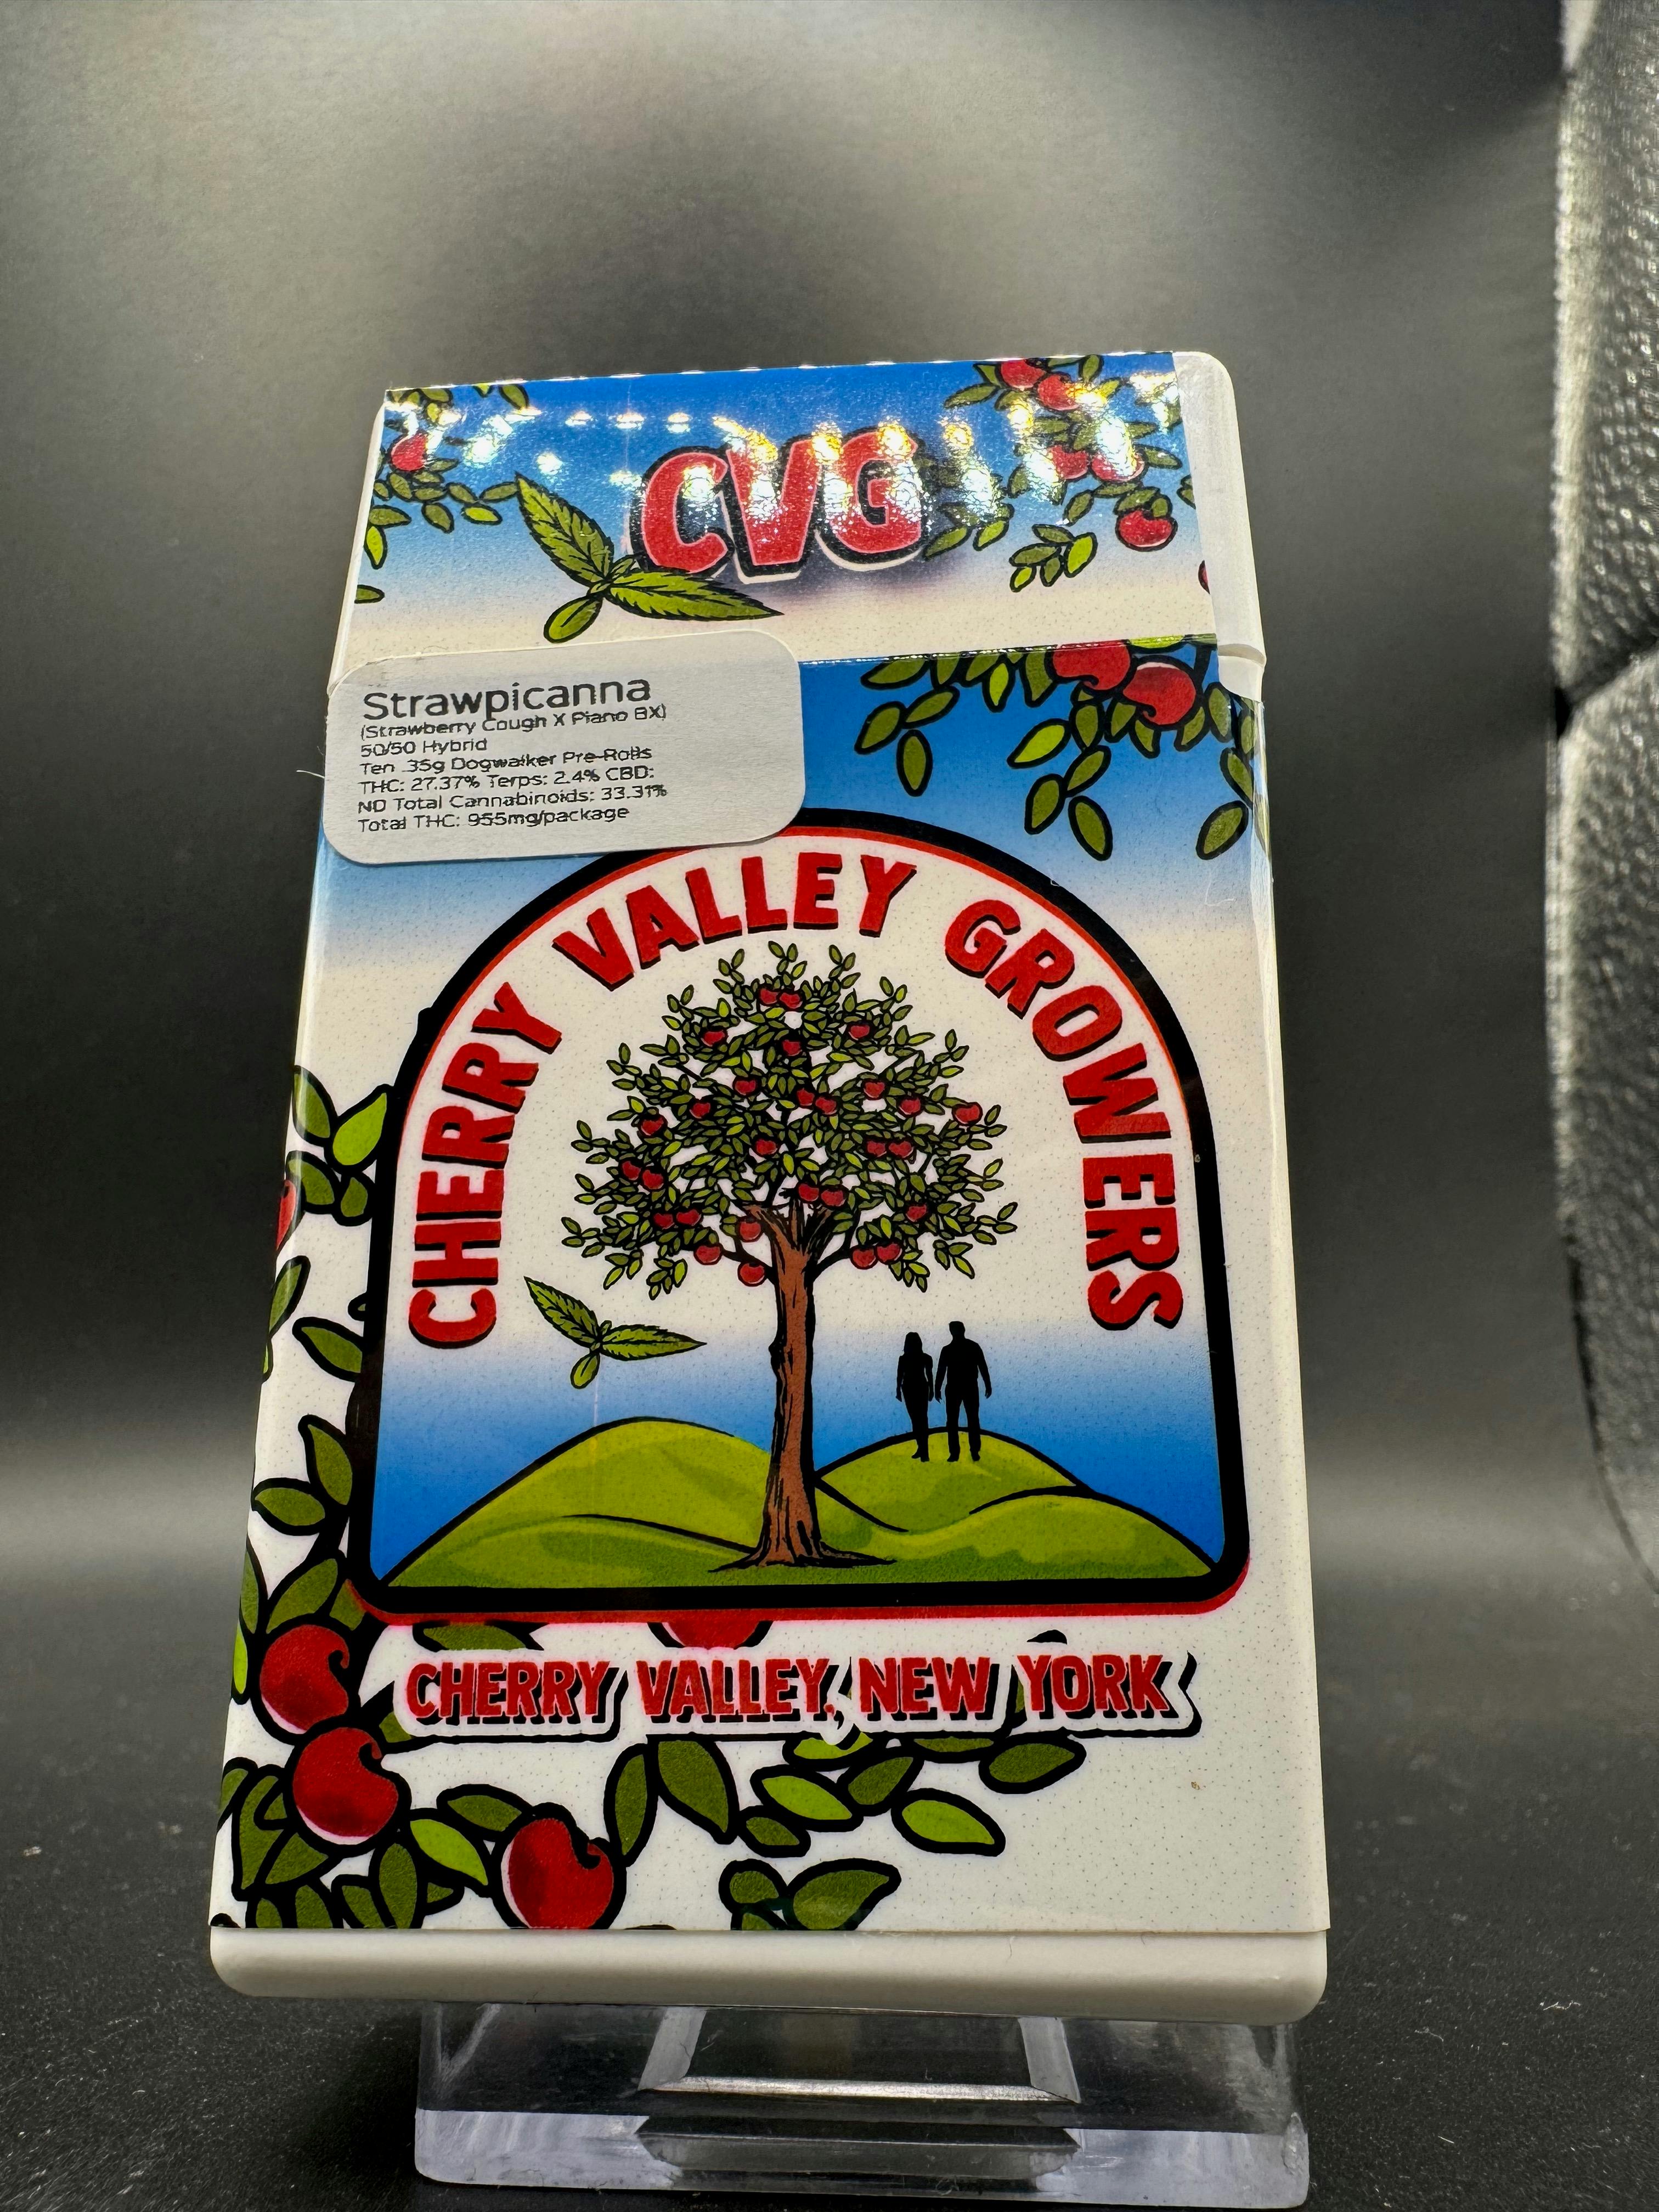 CVG
Strawpicanna
(Strawberry Cough X Piano BX)
50/50 Hybrid
Ten .35g Dogwalker Pre-Rolls
THC: 27.37% Terps: 2.4% CBD:
ND Total Cannabinoids: 33.31%
Total THC: 955mg/package
CHERRY VALLEY GROWERS
CHERRY VALLEY, NEW YORK